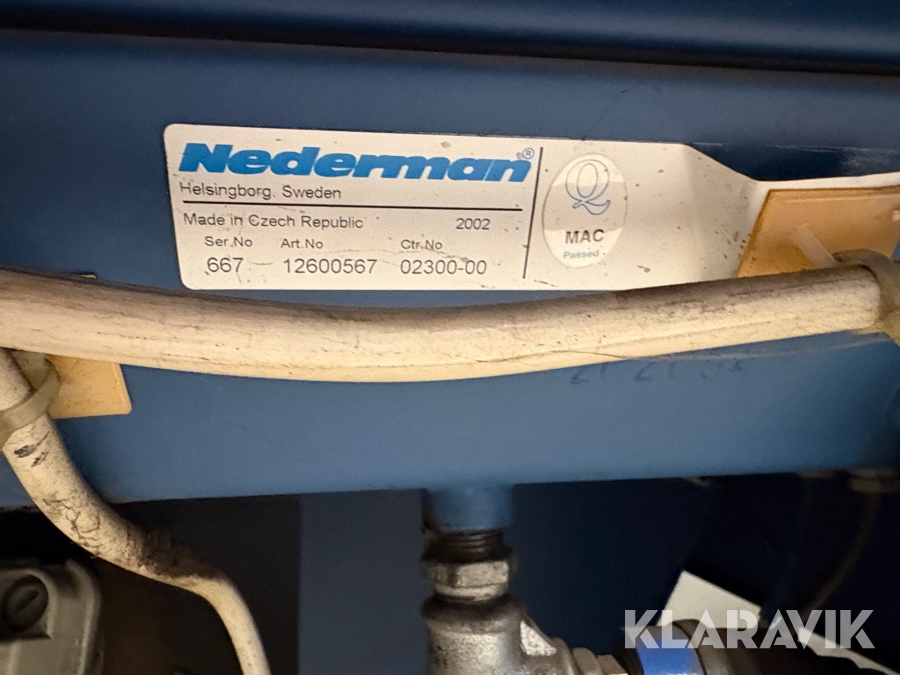 Nederman®
Helsingborg. Sweden
Made in Czech Republic 2002
Ser.No Art.No Ctr.No
667 12600567 02300-00
Q
MAC
Passed
KLARAVIK